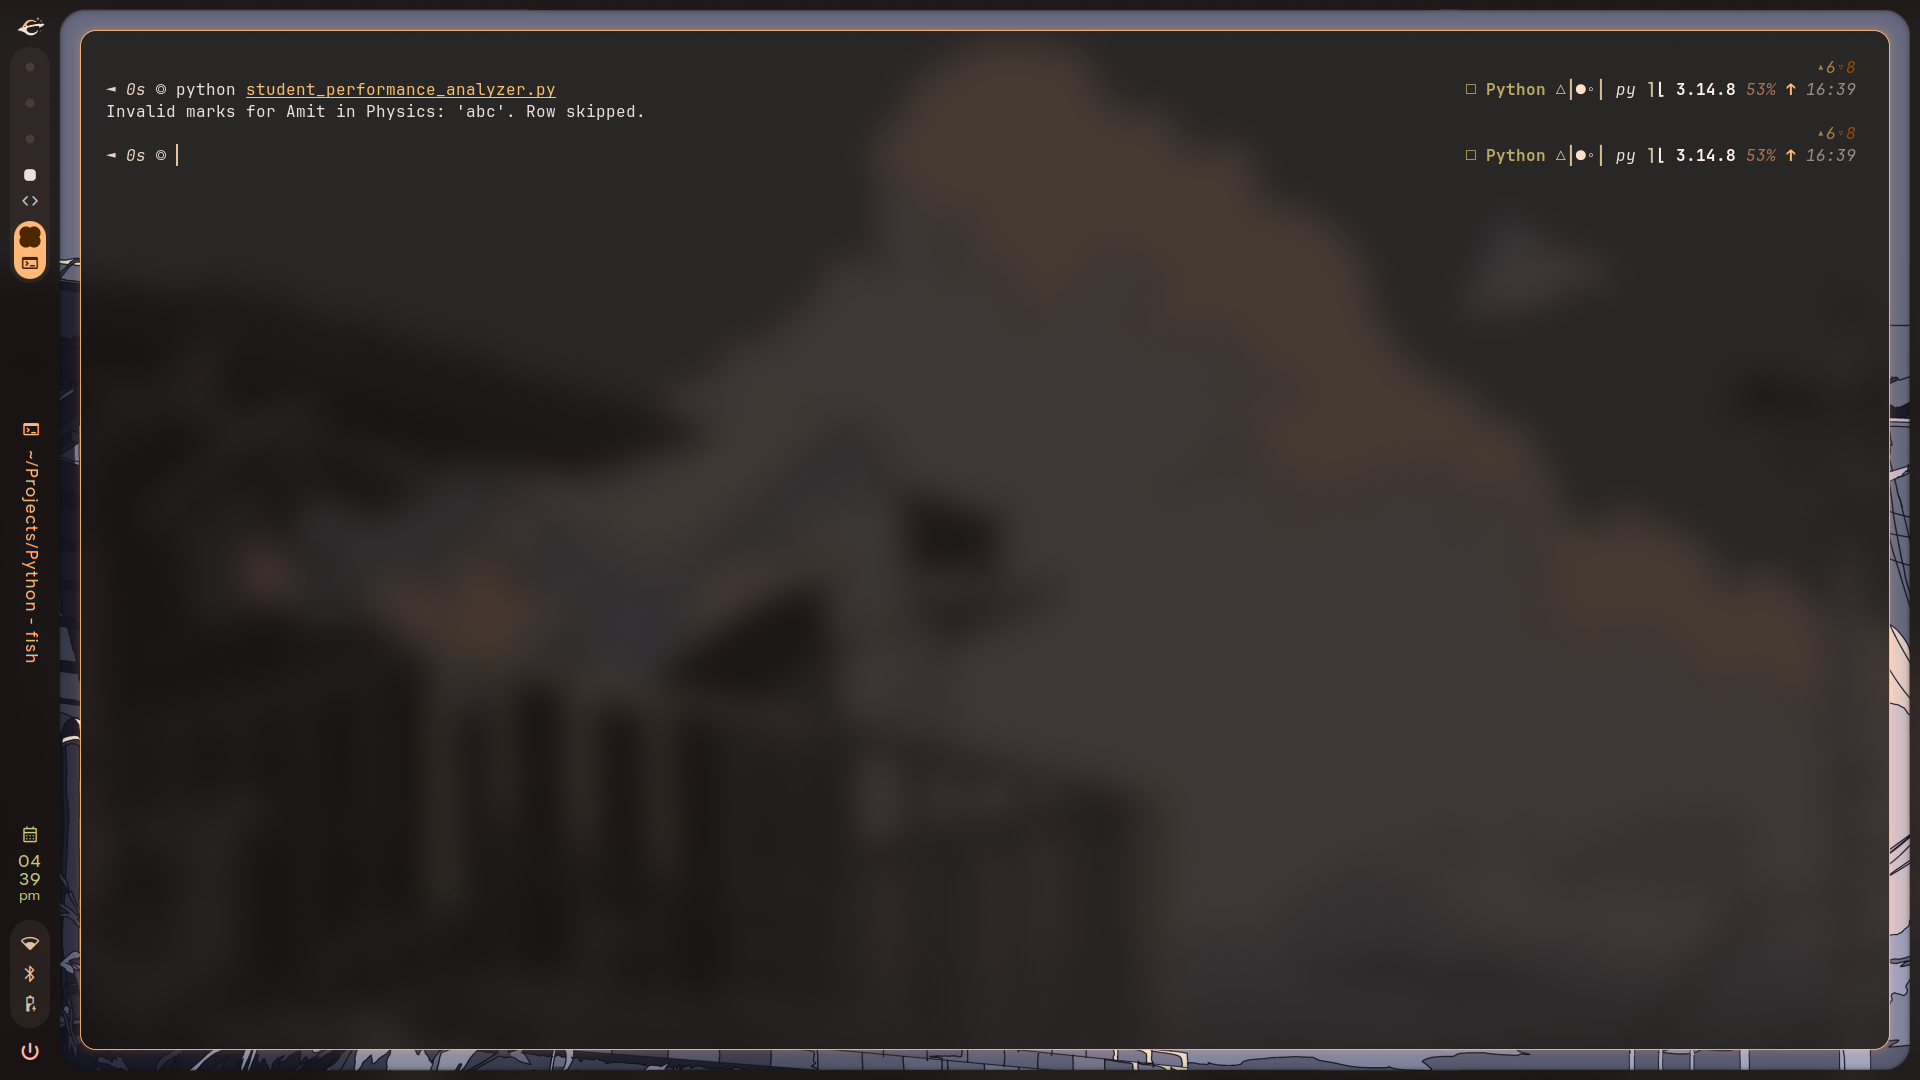 ▴6▿8
◄ 0s ◎ python student_performance_analyzer.py □ Python △ py 3.14.8 53% ↑ 16:39
Invalid marks for Amit in Physics: 'abc'. Row skipped.
▴6▿8
◄ 0s ◎ □ Python △ py 3.14.8 53% ↑ 16:39
~/Projects/Python - fish
04
39
pm